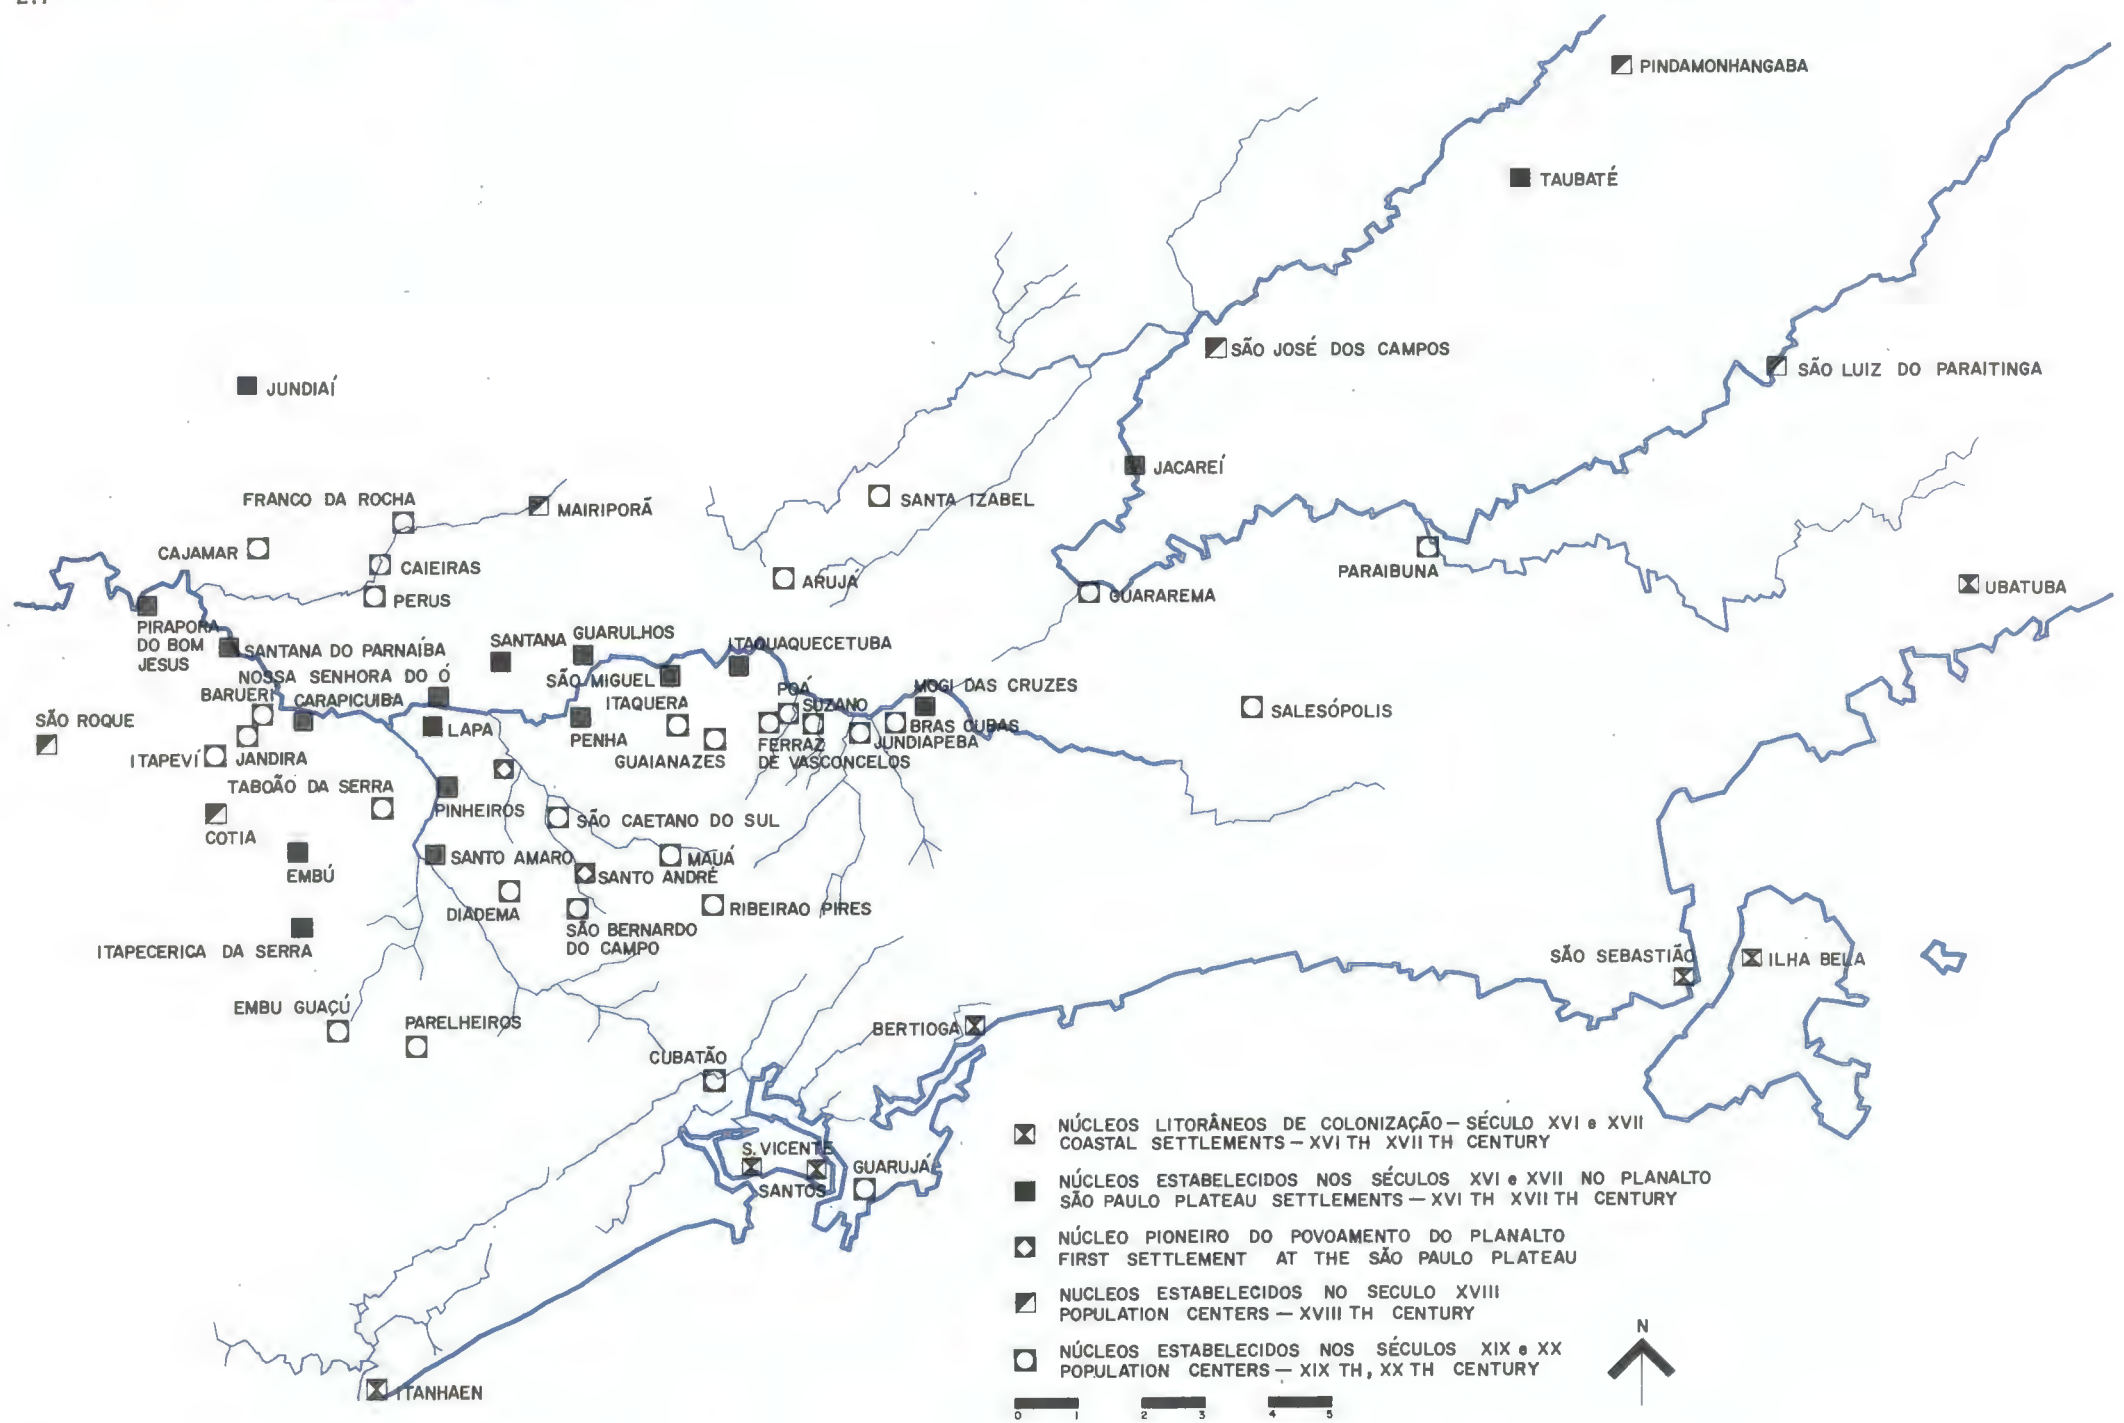 PINDAMONHANGABA
TAUBATÉ
SÃO JOSÉ DOS CAMPOS
SÃO LUIZ DO PARAITINGA
JUNDIAÍ
JACAREÍ
FRANCO DA ROCHA
MAIRIPORÃ
SANTA IZABEL
CAJAMAR
CAIEIRAS
PERUS
ARUJÁ
PARAIBUNA
GUARAREMA
UBATUBA
PIRAPORA
DO BOM
JESUS
SANTANA DO PARNAÍBA
SANTANA
GUARULHOS
ITAQUAQUECETUBA
NOSSA SENHORA DO Ó
SÃO MIGUEL
BARUERI
CARAPICUIBA
ITAQUERA
POÁ
SUZANO
MOGI DAS CRUZES
SÃO ROQUE
LAPA
PENHA
BRAS CUBAS
SALESÓPOLIS
ITAPEVÍ
JANDIRA
GUAIANAZES
FERRAZ
DE VASCONCELOS
JUNDIAPEBA
TABOÃO DA SERRA
PINHEIROS
SÃO CAETANO DO SUL
COTIA
EMBÚ
SANTO AMARO
MAUÁ
SANTO ANDRÉ
DIADEMA
RIBEIRAO PIRES
SÃO BERNARDO
DO CAMPO
ITAPECERICA DA SERRA
SÃO SEBASTIÃO
ILHA BELA
EMBU GUAÇÚ
PARELHEIROS
BERTIOGA
CUBATÃO
S. VICENTE
SANTOS
GUARUJÁ
ITANHAEN
NÚCLEOS LITORÂNEOS DE COLONIZAÇÃO — SÉCULO XVI e XVII
COASTAL SETTLEMENTS — XVI TH XVII TH CENTURY
NÚCLEOS ESTABELECIDOS NOS SÉCULOS XVI e XVII NO PLANALTO
SÃO PAULO PLATEAU SETTLEMENTS — XVI TH XVII TH CENTURY
NÚCLEO PIONEIRO DO POVOAMENTO DO PLANALTO
FIRST SETTLEMENT AT THE SÃO PAULO PLATEAU
NUCLEOS ESTABELECIDOS NO SECULO XVIII
POPULATION CENTERS — XVIII TH CENTURY
NÚCLEOS ESTABELECIDOS NOS SÉCULOS XIX e XX
POPULATION CENTERS — XIX TH, XX TH CENTURY
N
0 1 2 3 4 5